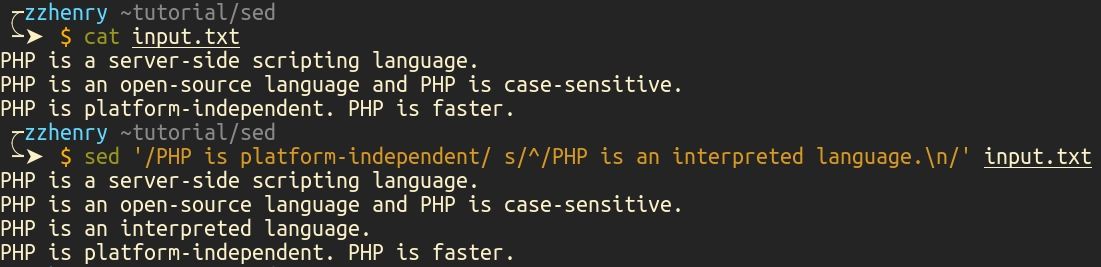 zzhenry ~tutorial/sed
$ cat input.txt
PHP is a server-side scripting language.
PHP is an open-source language and PHP is case-sensitive.
PHP is platform-independent. PHP is faster.
zzhenry ~tutorial/sed
$ sed '/PHP is platform-independent/ s/^/PHP is an interpreted language.\n/' input.txt
PHP is a server-side scripting language.
PHP is an open-source language and PHP is case-sensitive.
PHP is an interpreted language.
PHP is platform-independent. PHP is faster.